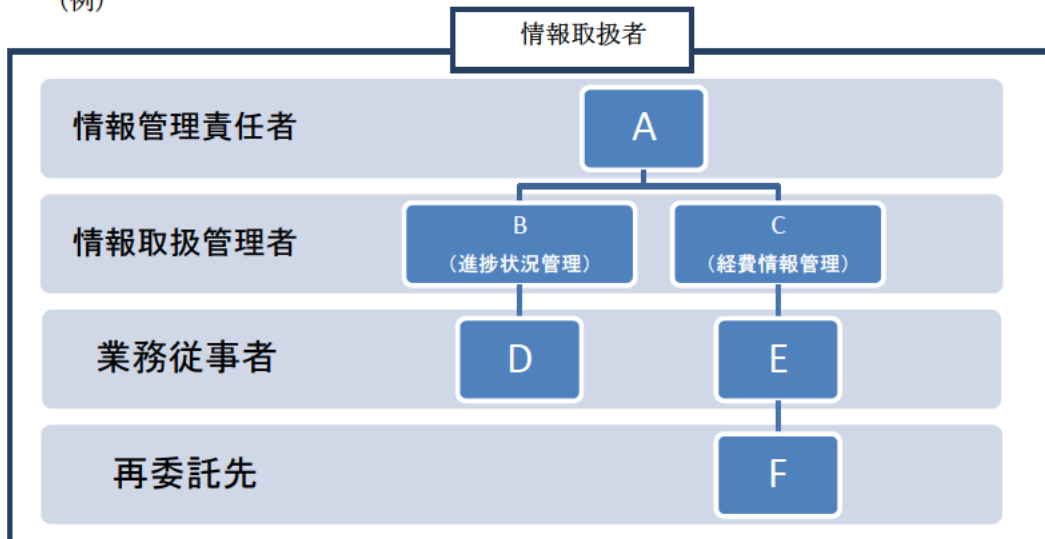 (例)
情報取扱者
情報管理責任者
A
情報取扱管理者
B
(進捗状況管理)
C
(経費情報管理)
業務従事者
D
E
再委託先
F